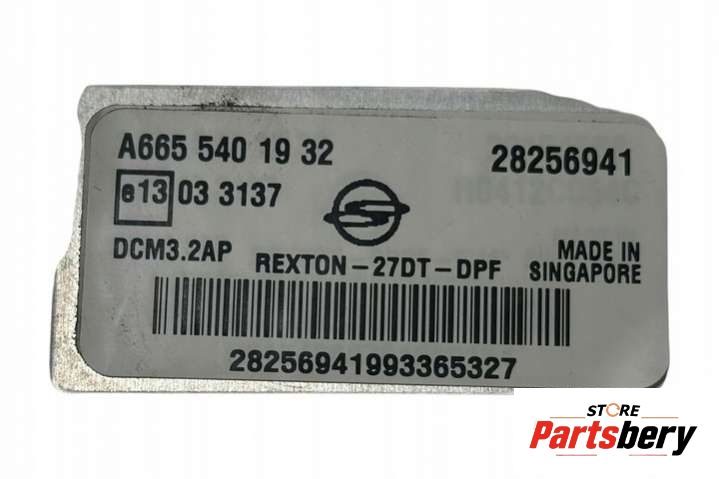 A665 540 19 32
28256941
e13 03 3137
DCM3.2AP
REXTON-27DT-DPF
MADE IN
SINGAPORE
28256941993365327
STORE
Partsbery